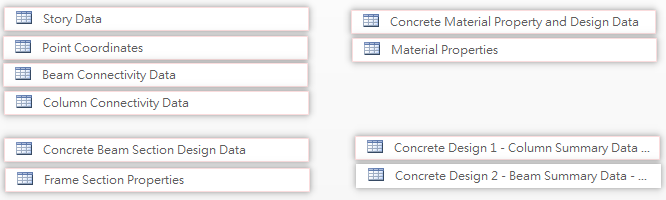 Story Data
Point Coordinates
Beam Connectivity Data
Column Connectivity Data
Concrete Beam Section Design Data
Frame Section Properties
Concrete Material Property and Design Data
Material Properties
Concrete Design 1 - Column Summary Data ...
Concrete Design 2 - Beam Summary Data - ...